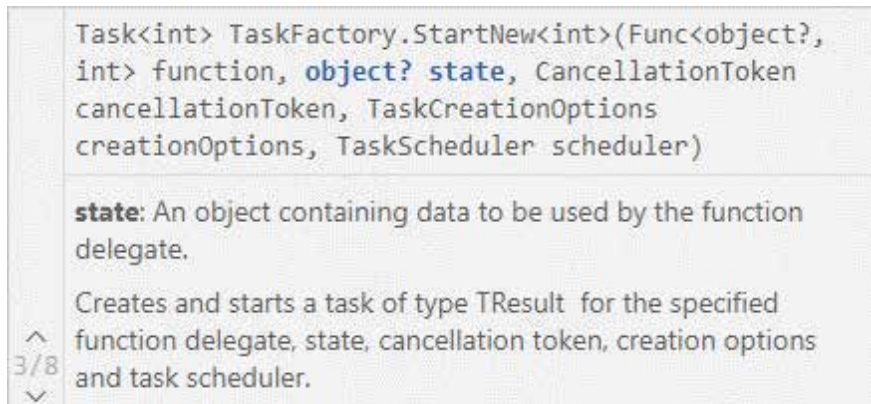 Task<int> TaskFactory.StartNew<int>(Func<object?,
int> function, object? state, CancellationToken
cancellationToken, TaskCreationOptions
creationOptions, TaskScheduler scheduler)
state: An object containing data to be used by the function
delegate.
Creates and starts a task of type TResult for the specified
function delegate, state, cancellation token, creation options
3/8
and task scheduler.